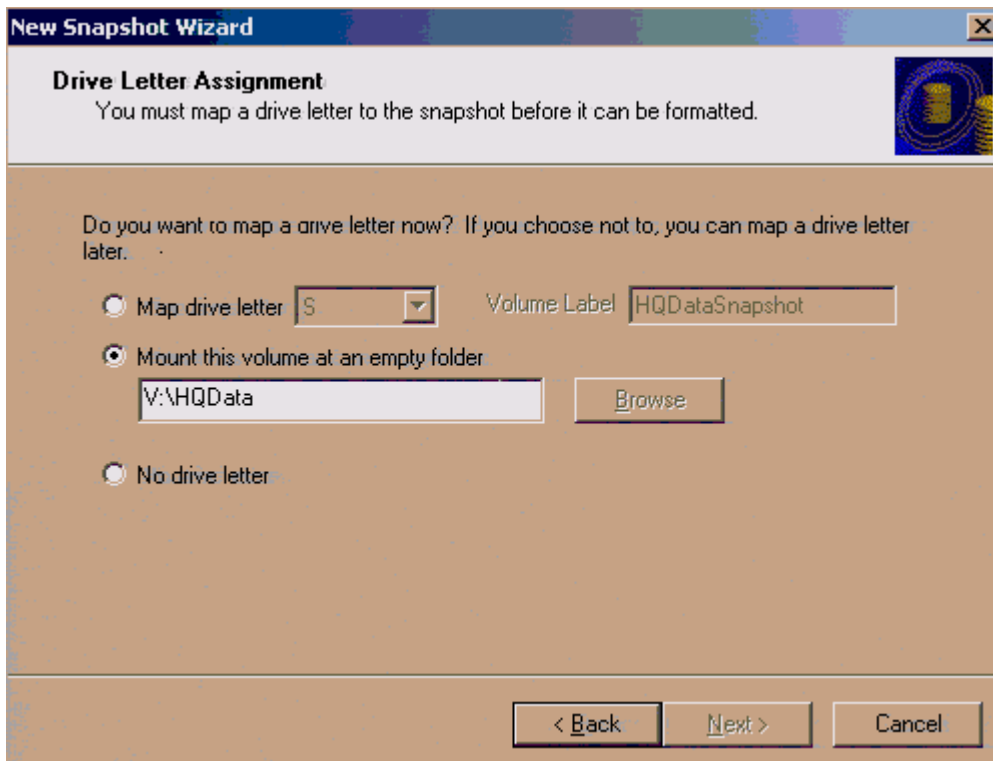 New Snapshot Wizard
Drive Letter Assignment
You must map a drive letter to the snapshot before it can be formatted.
Do you want to map a drive letter now? If you choose not to, you can map a drive letter
later.
Map drive letter S Volume Label HQDataSnapshot
Mount this volume at an empty folder
V:\HQData Browse
No drive letter
< Back Next > Cancel